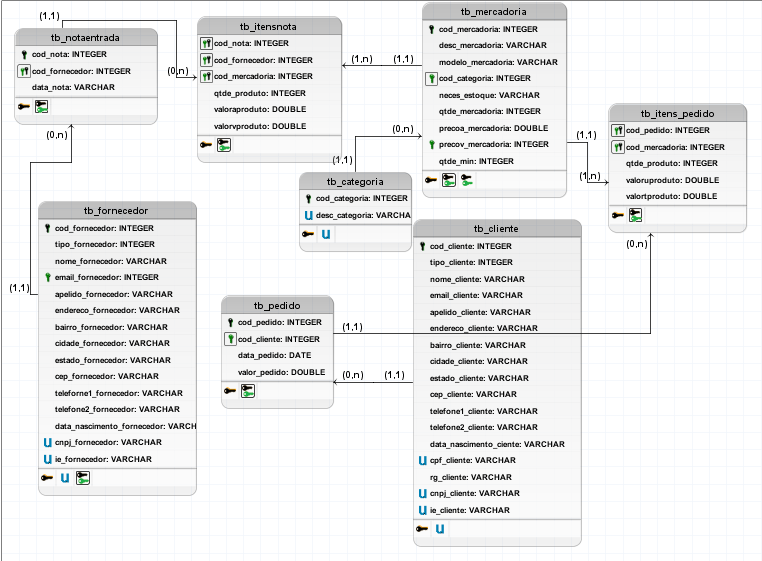 tb_notaentrada
cod_nota: INTEGER
cod_fornecedor: INTEGER
data_nota: VARCHAR
(1,1)
(0,n)
(0,n)
tb_itensnota
cod_nota: INTEGER
cod_fornecedor: INTEGER
cod_mercadoria: INTEGER
qtde_produto: INTEGER
valoraproduto: DOUBLE
valorvproduto: DOUBLE
(1,n)
(1,1)
tb_mercadoria
cod_mercadoria: INTEGER
desc_mercadoria: VARCHAR
modelo_mercadoria: VARCHAR
cod_categoria: INTEGER
neces_estoque: VARCHAR
qtde_mercadoria: INTEGER
precoa_mercadoria: DOUBLE
precov_mercadoria: INTEGER
qtde_min: INTEGER
(1,1)
(1,n)
tb_itens_pedido
cod_pedido: INTEGER
cod_mercadoria: INTEGER
qtde_produto: INTEGER
valoruproduto: DOUBLE
valortproduto: DOUBLE
(0,n)
(0,n)
(1,1)
tb_categoria
cod_categoria: INTEGER
U desc_categoria: VARCHA
U
tb_fornecedor
cod_fornecedor: INTEGER
tipo_fornecedor: INTEGER
nome_fornecedor: VARCHAR
email_fornecedor: INTEGER
apelido_fornecedor: VARCHAR
endereco_fornecedor: VARCHAR
bairro_fornecedor: VARCHAR
cidade_fornecedor: VARCHAR
estado_fornecedor: VARCHAR
cep_fornecedor: VARCHAR
teleforne1_fornecedor: VARCHAR
telefone2_fornecedor: VARCHAR
data_nascimento_fornecedor: VARCH
U cnpj_fornecedor: VARCHAR
U ie_fornecedor: VARCHAR
U
(1,1)
tb_pedido
cod_pedido: INTEGER
cod_cliente: INTEGER
data_pedido: DATE
valor_pedido: DOUBLE
(1,1)
(0,n)
(1,1)
tb_cliente
cod_cliente: INTEGER
tipo_cliente: INTEGER
nome_cliente: VARCHAR
email_cliente: VARCHAR
apelido_cliente: VARCHAR
endereco_cliente: VARCHAR
bairro_cliente: VARCHAR
cidade_cliente: VARCHAR
estado_cliente: VARCHAR
cep_cliente: VARCHAR
telefone1_cliente: VARCHAR
telefone2_cliente: VARCHAR
data_nascimento_ciente: VARCHAR
U cpf_cliente: VARCHAR
rg_cliente: VARCHAR
U cnpj_cliente: VARCHAR
U ie_cliente: VARCHAR
U